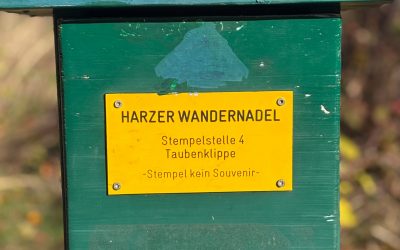 HARZER WANDERNADEL
Stempelstelle 4
Taubenklippe
-Stempel kein Souvenir-